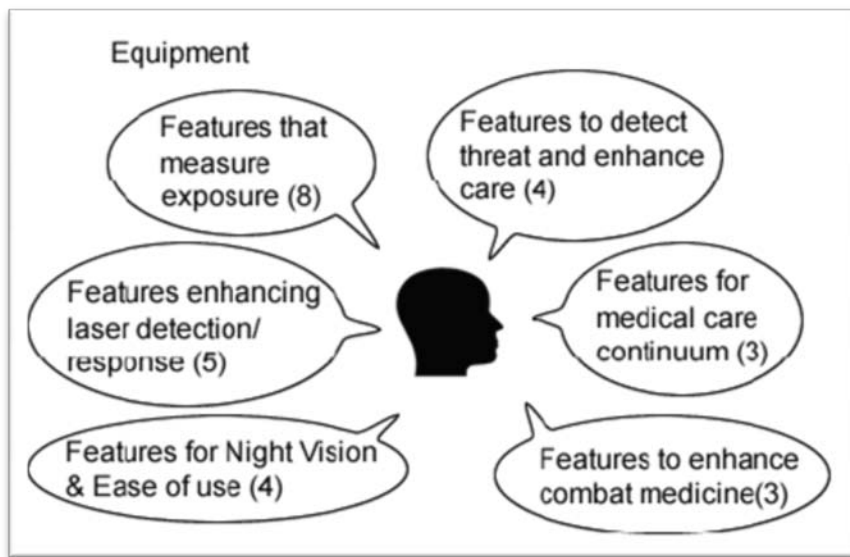 Equipment
Features that
measure
exposure (8)
Features to detect
threat and enhance
care (4)
Features enhancing
laser detection/
response (5)
Features for
medical care
continuum (3)
Features for Night Vision
& Ease of use (4)
Features to enhance
combat medicine(3)